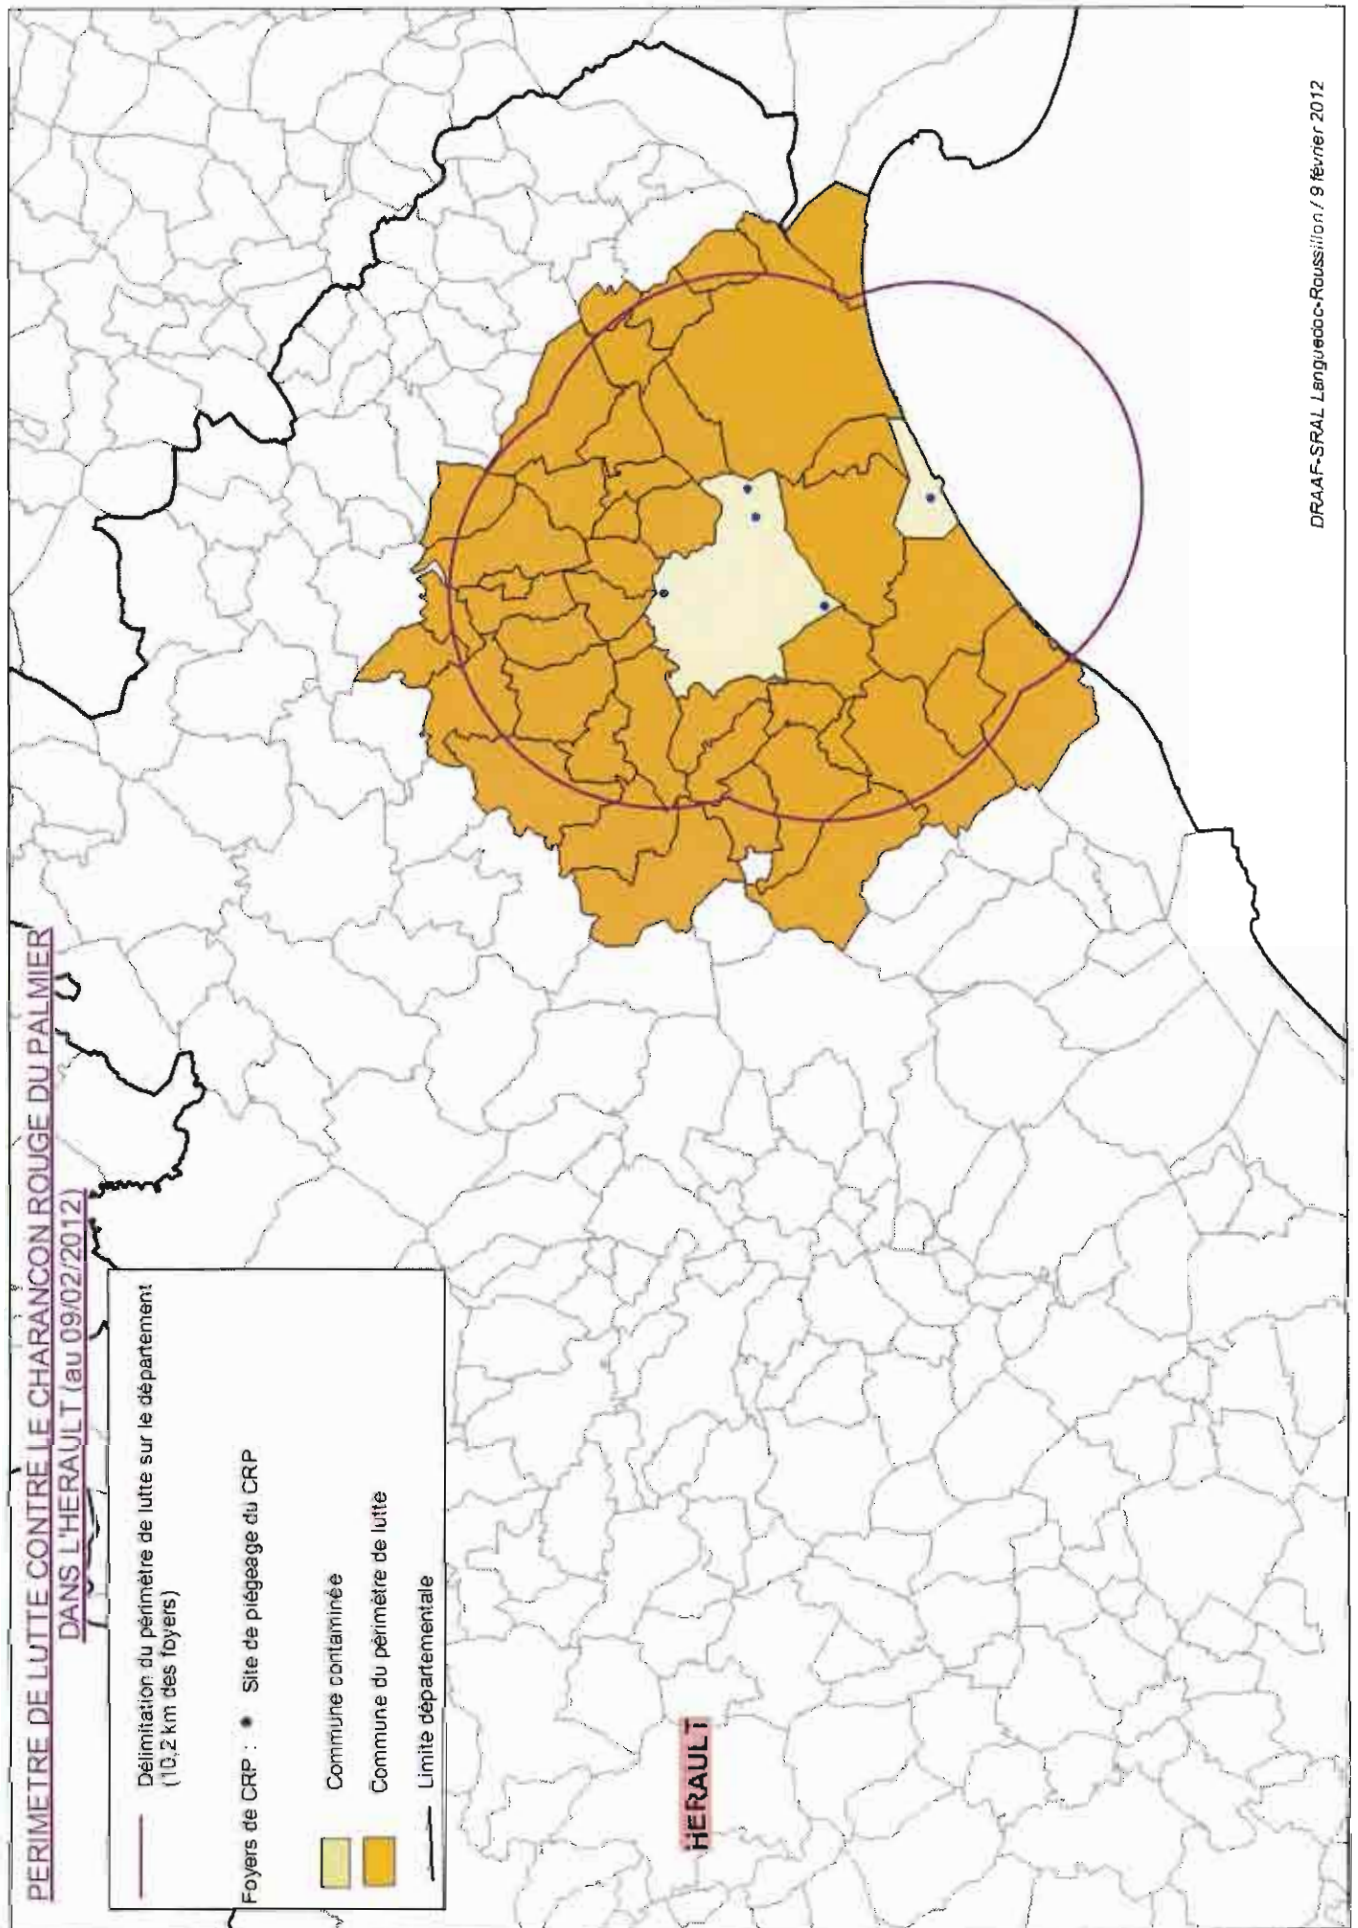 PERIMETRE DE LUTTE CONTRE LE CHARANCON ROUGE DU PALMIER
DANS L'HERAULT (au 09/02/2012)
Délimitation du périmètre de lutte sur le département
(10,2 km des foyers)
Foyers de CRP : Site de piégeage du CRP
Commune contaminée
Commune du périmètre de lutte
Limite départementale
HERAULT
DRAAF-SRAL Languedoc-Roussillon / 9 février 2012